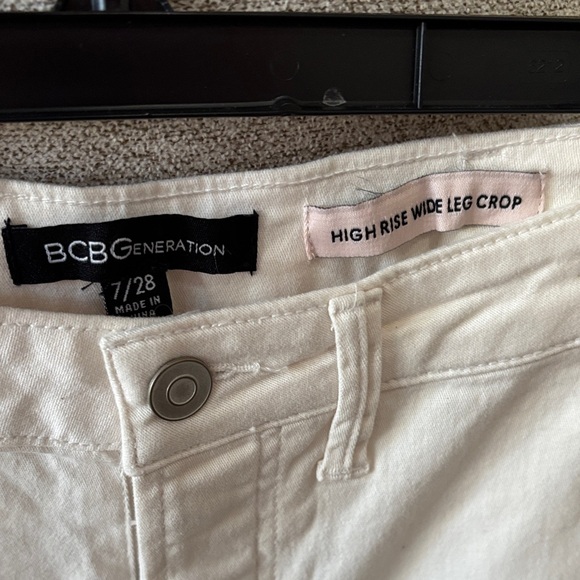 BCBGENERATION
7/28
MADE IN
HIGH RISE WIDE LEG CROP